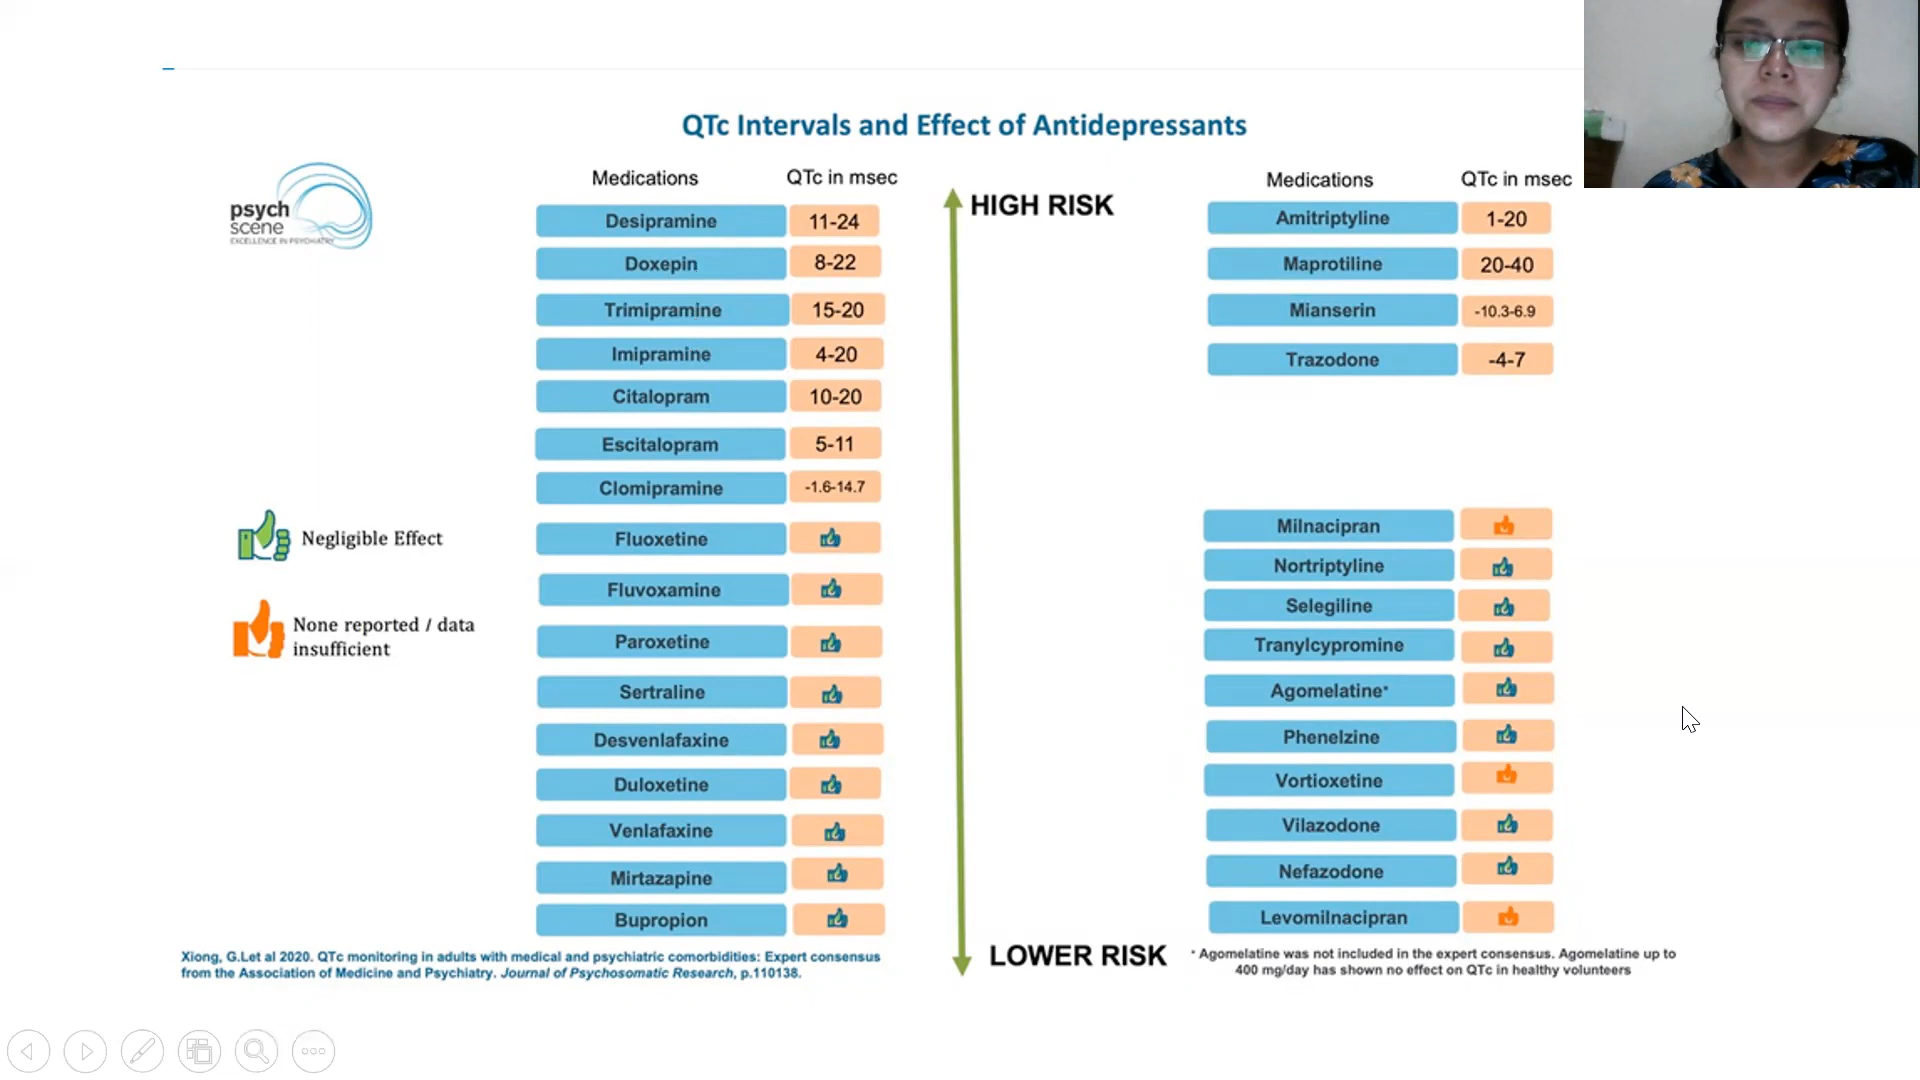 QTc Intervals and Effect of Antidepressants
psych
scene
EXCELLENCE IN PSYCHIATRY
Medications QTc in msec
Desipramine 11-24
Doxepin 8-22
Trimipramine 15-20
Imipramine 4-20
Citalopram 10-20
Escitalopram 5-11
Clomipramine -1.6-14.7
Fluoxetine
Fluvoxamine
Paroxetine
Sertraline
Desvenlafaxine
Duloxetine
Venlafaxine
Mirtazapine
Bupropion
Negligible Effect
None reported / data
insufficient
HIGH RISK
LOWER RISK
Medications QTc in msec
Amitriptyline 1-20
Maprotiline 20-40
Mianserin -10.3-6.9
Trazodone -4-7
Milnacipran
Nortriptyline
Selegiline
Tranylcypromine
Agomelatine*
Phenelzine
Vortioxetine
Vilazodone
Nefazodone
Levomilnacipran
Xiong, G.Let al 2020. QTc monitoring in adults with medical and psychiatric comorbidities: Expert consensus
from the Association of Medicine and Psychiatry. Journal of Psychosomatic Research, p.110138.
* Agomelatine was not included in the expert consensus. Agomelatine up to
400 mg/day has shown no effect on QTc in healthy volunteers